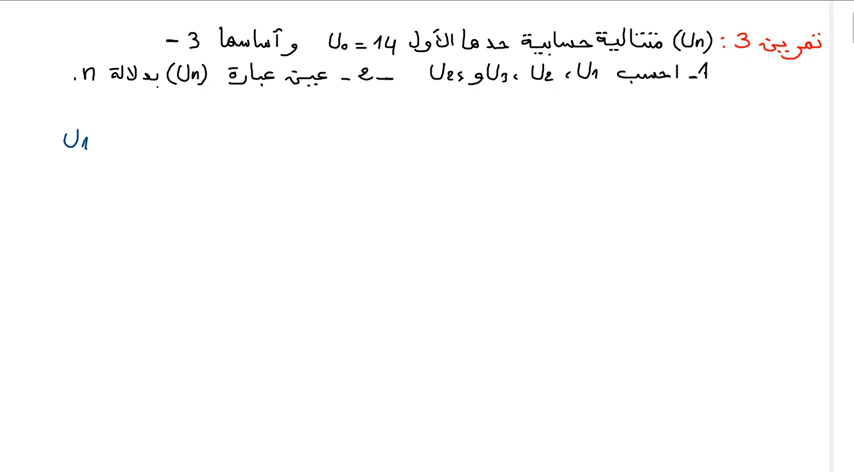 تمرين 3 : (Un) متتالية حسابية حدها الأول U₀ = 14 وآساسها 3 -
1- احسب U₁ ، U₂ ، U₃ و U₂₅ - 2 - عين عبارة (Un) بدلالة n .
U₁